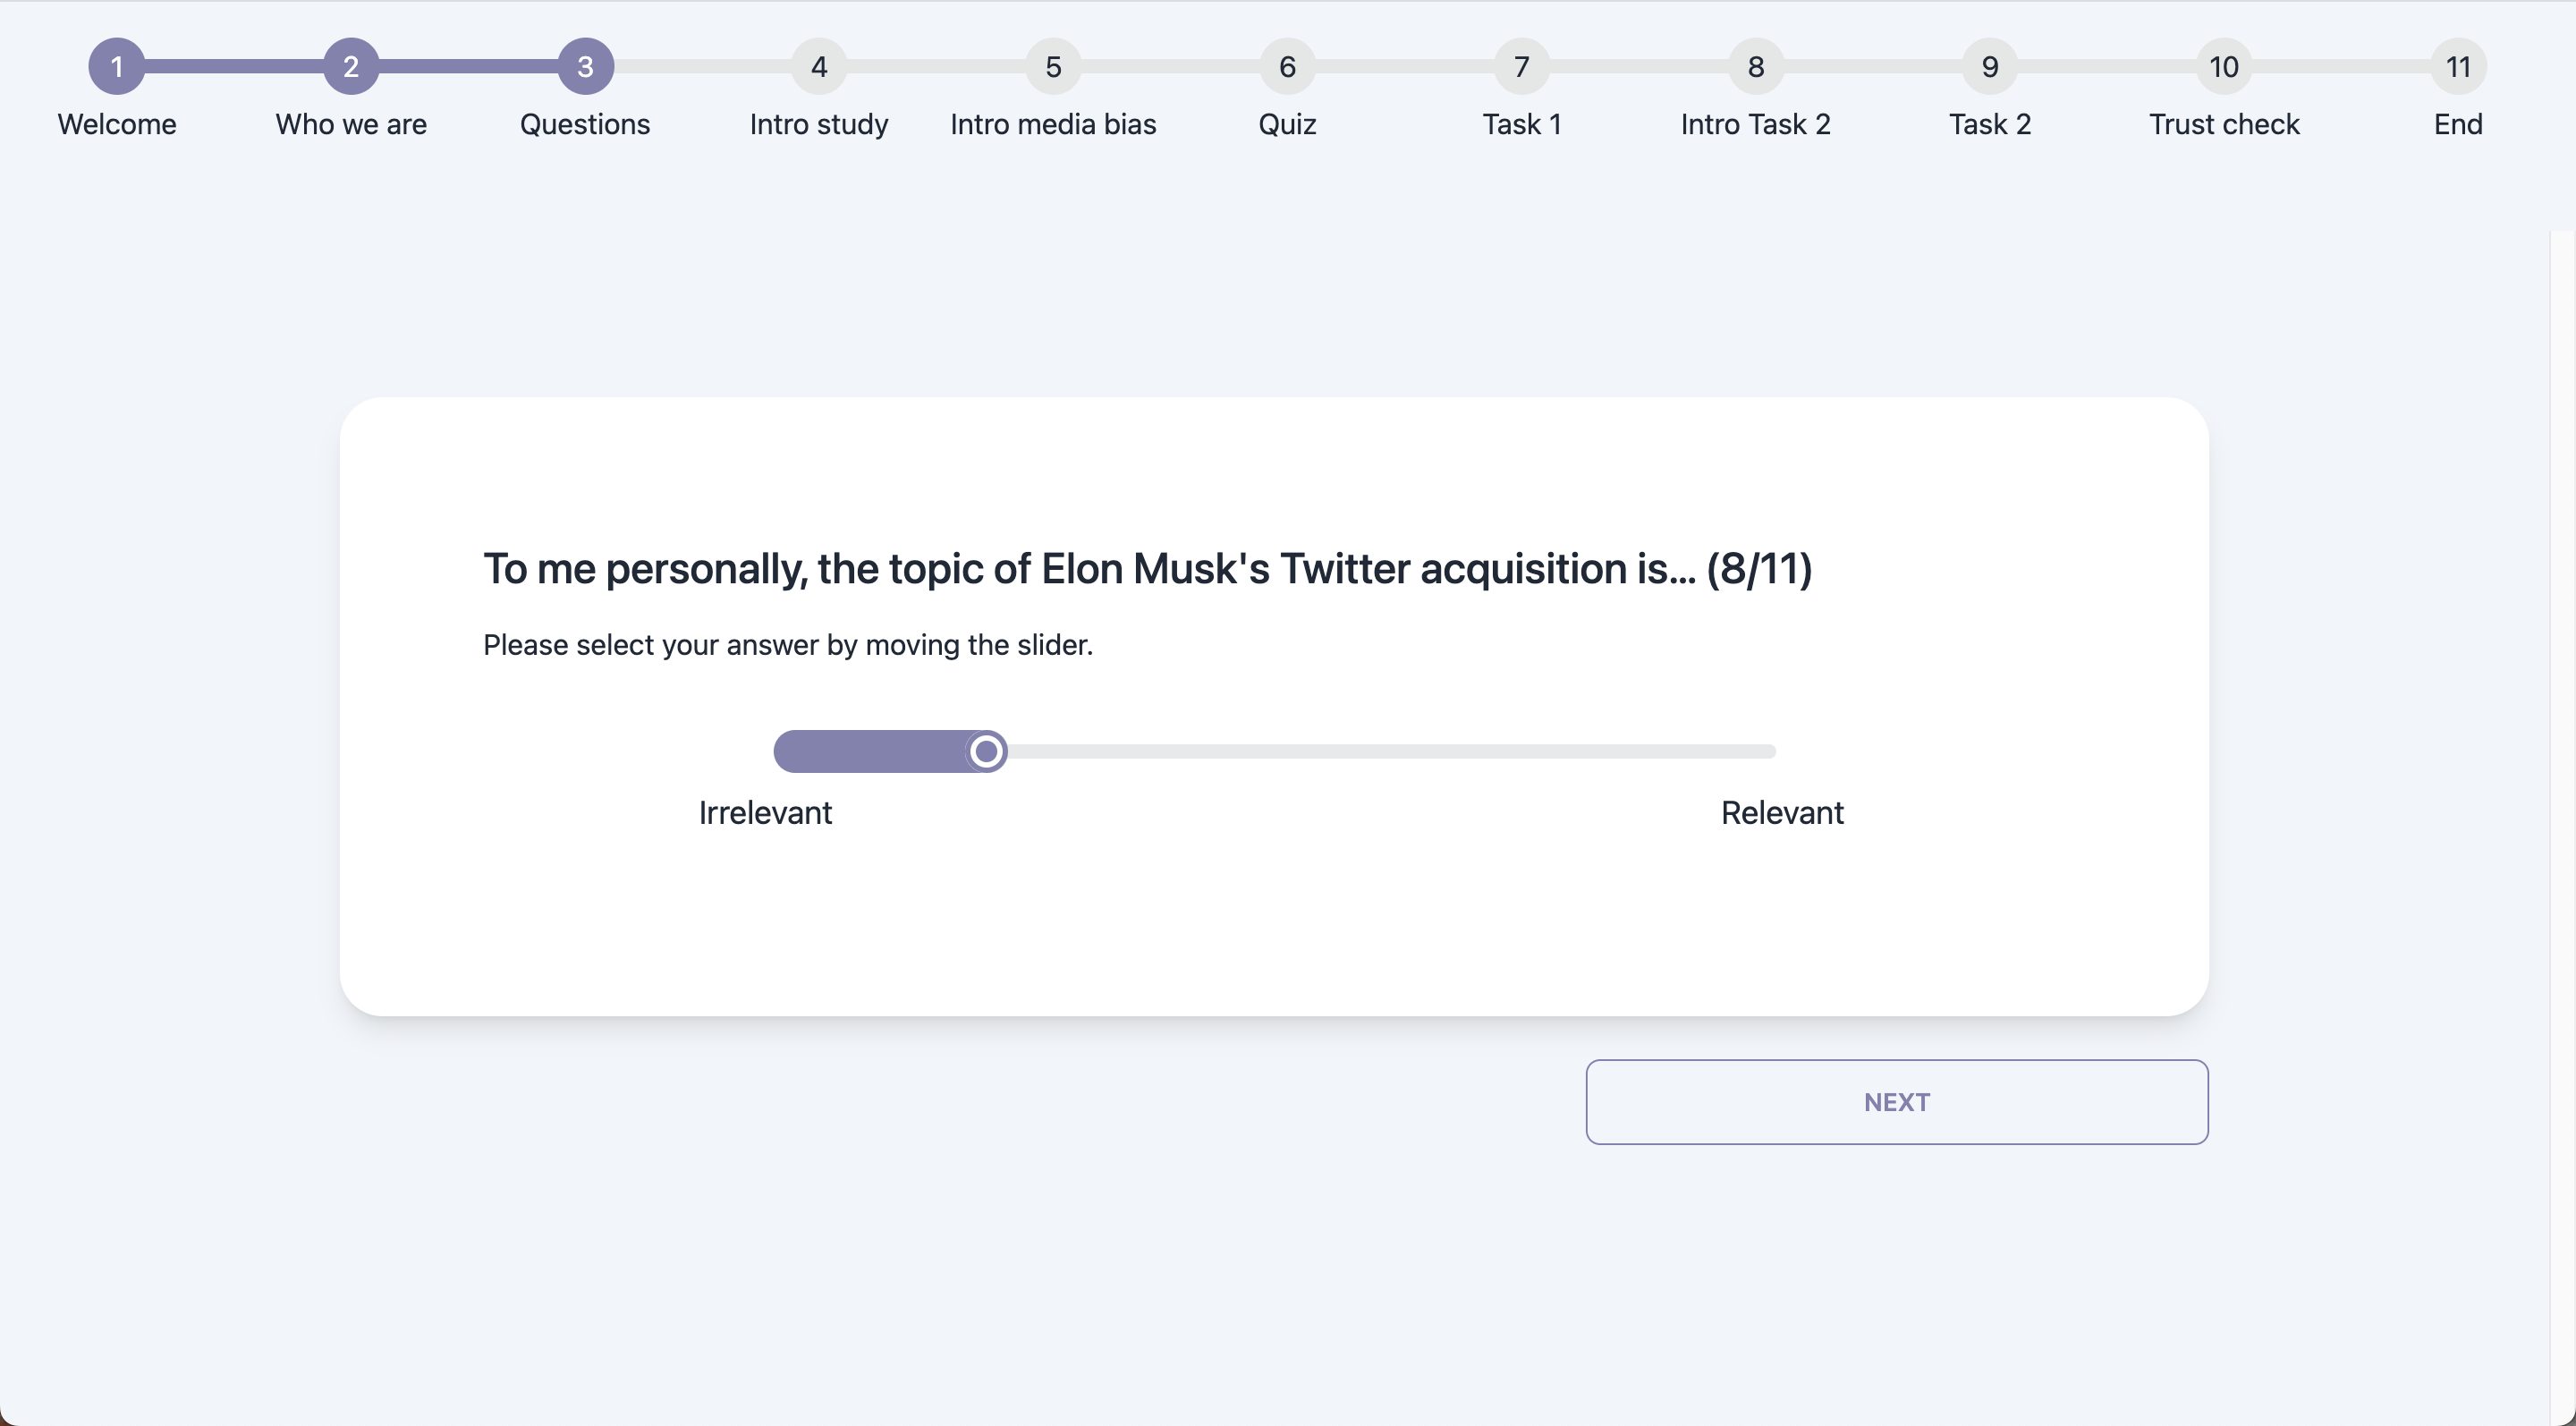 1 2 3 4 5 6 7 8 9 10 11
Welcome Who we are Questions Intro study Intro media bias Quiz Task 1 Intro Task 2 Task 2 Trust check End
To me personally, the topic of Elon Musk's Twitter acquisition is... (8/11)
Please select your answer by moving the slider.
Irrelevant Relevant
NEXT